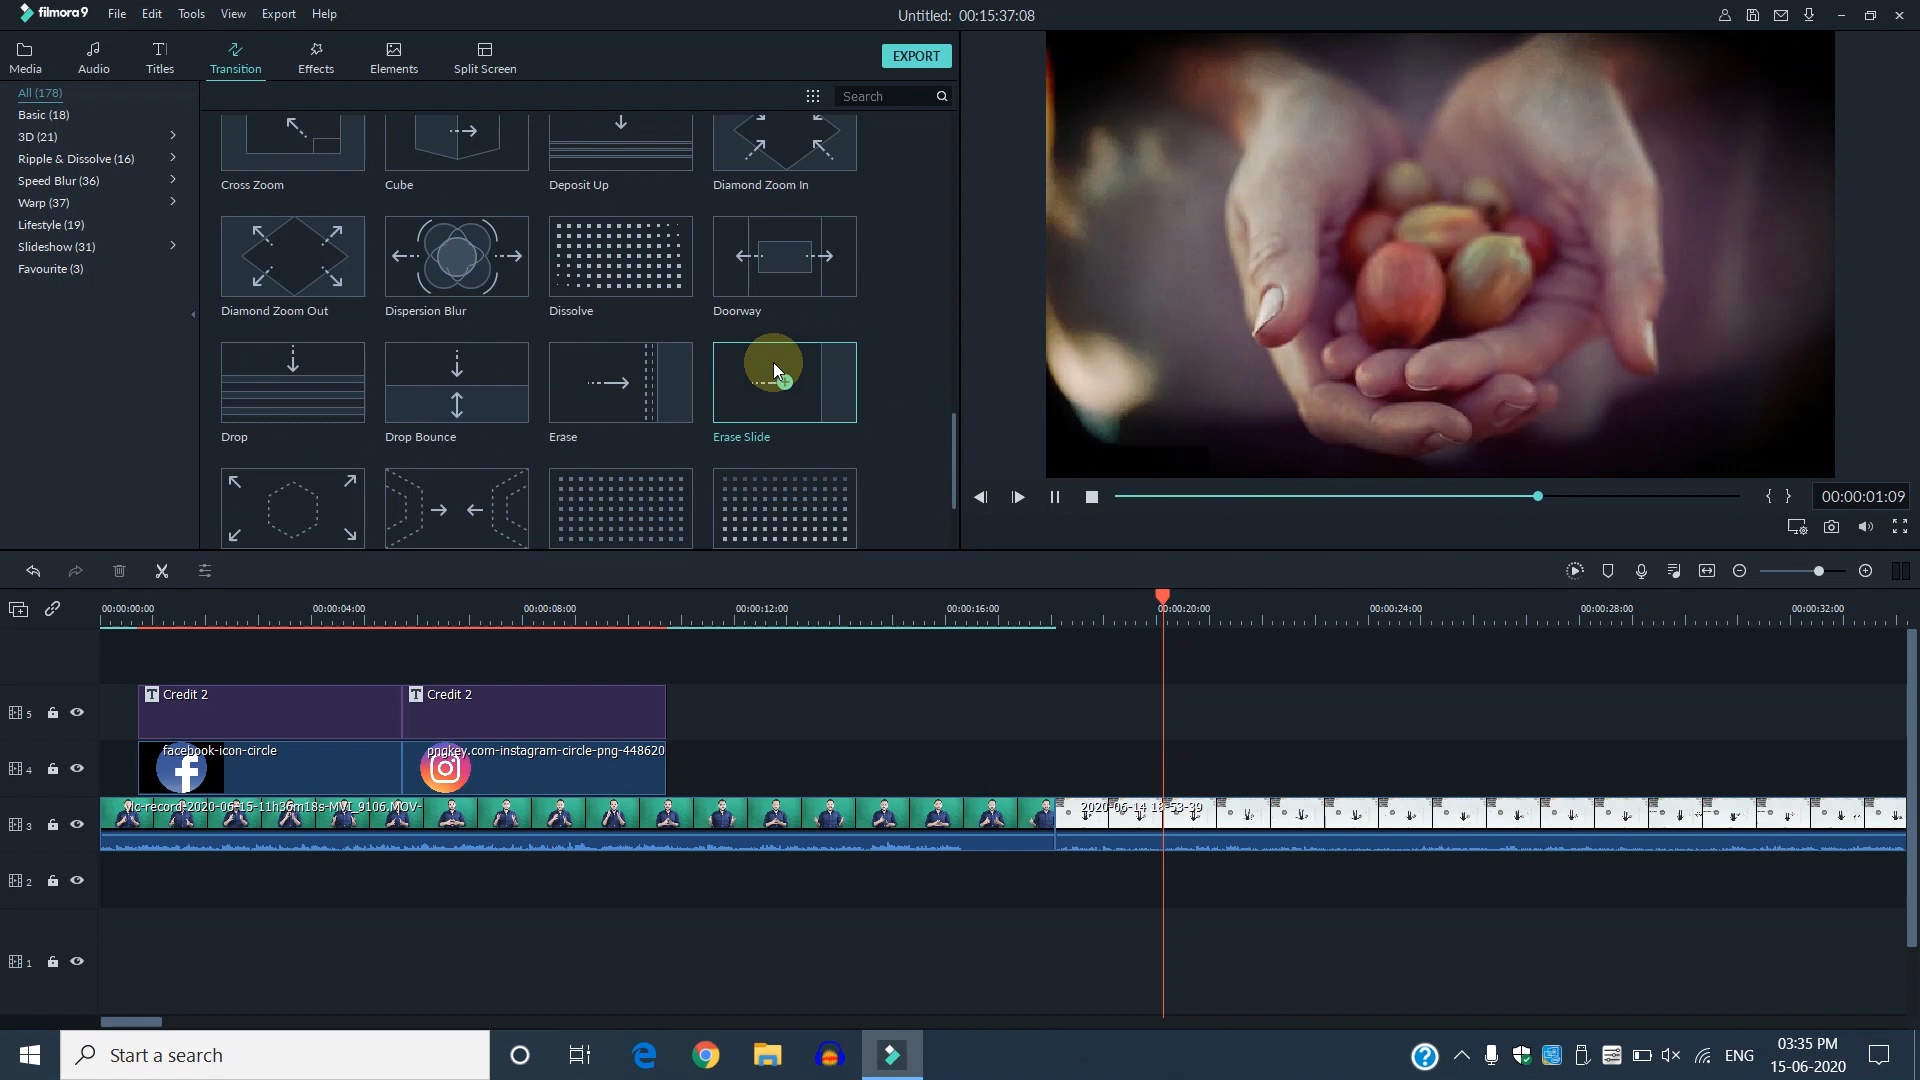 filmora9 File Edit Tools View Export Help
Untitled: 00:15:37:08
Media Audio Titles Transition Effects Elements Split Screen
EXPORT
Search
All (178)
Basic (18)
3D (21)
Ripple & Dissolve (16)
Speed Blur (36)
Warp (37)
Lifestyle (19)
Slideshow (31)
Favourite (3)
Cross Zoom Cube Deposit Up Diamond Zoom In
Diamond Zoom Out Dispersion Blur Dissolve Doorway
Drop Drop Bounce Erase Erase Slide
00:00:01:09
00:00:00:00 00:00:04:00 00:00:08:00 00:00:12:00 00:00:16:00 00:00:20:00 00:00:24:00 00:00:28:00 00:00:32:00
5 T Credit 2 T Credit 2
4 facebook-icon-circle pngkey.com-instagram-circle-png-448620
3 vlc-record-2020-06-15-11h36m18s-MVI_9106.MOV- 2020-06-14 18-53-39
2
1
Start a search
ENG
03:35 PM
15-06-2020